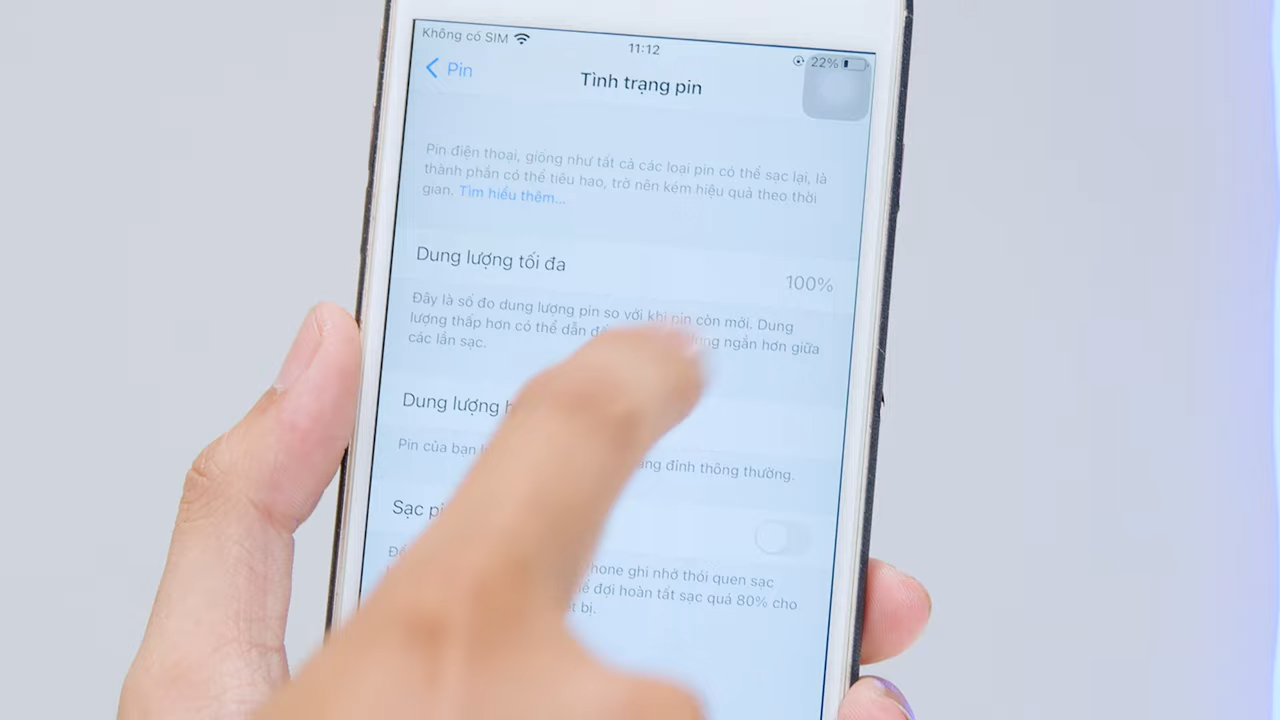 Không có SIM
11:12
22%
Pin
Tình trạng pin
Pin điện thoại, giống như tất cả các loại pin có thể sạc lại, là
thành phần có thể tiêu hao, trở nên kém hiệu quả theo thời
gian. Tìm hiểu thêm...
Dung lượng tối đa 100%
Đây là số đo dung lượng pin so với khi pin còn mới. Dung
lượng thấp hơn có thể dẫn ngắn hơn giữa
các lần sạc.
Dung lượng
Pin của bạn đỉnh thông thường.
Sạc
ghi nhớ thói quen sạc
đợi hoàn tất sạc quá 80% cho
bị.